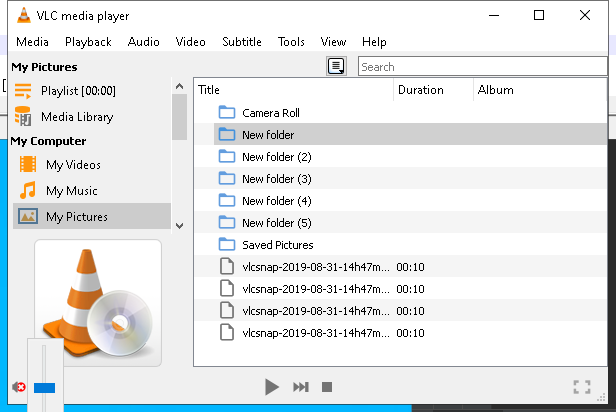 VLC media player
Media Playback Audio Video Subtitle Tools View Help
My Pictures
Search
Playlist [00:00]
Media Library
My Computer
My Videos
My Music
My Pictures
Title Duration Album
Camera Roll
New folder
New folder (2)
New folder (3)
New folder (4)
New folder (5)
Saved Pictures
vlcsnap-2019-08-31-14h47m... 00:10
vlcsnap-2019-08-31-14h47m... 00:10
vlcsnap-2019-08-31-14h47m... 00:10
vlcsnap-2019-08-31-14h47m... 00:10